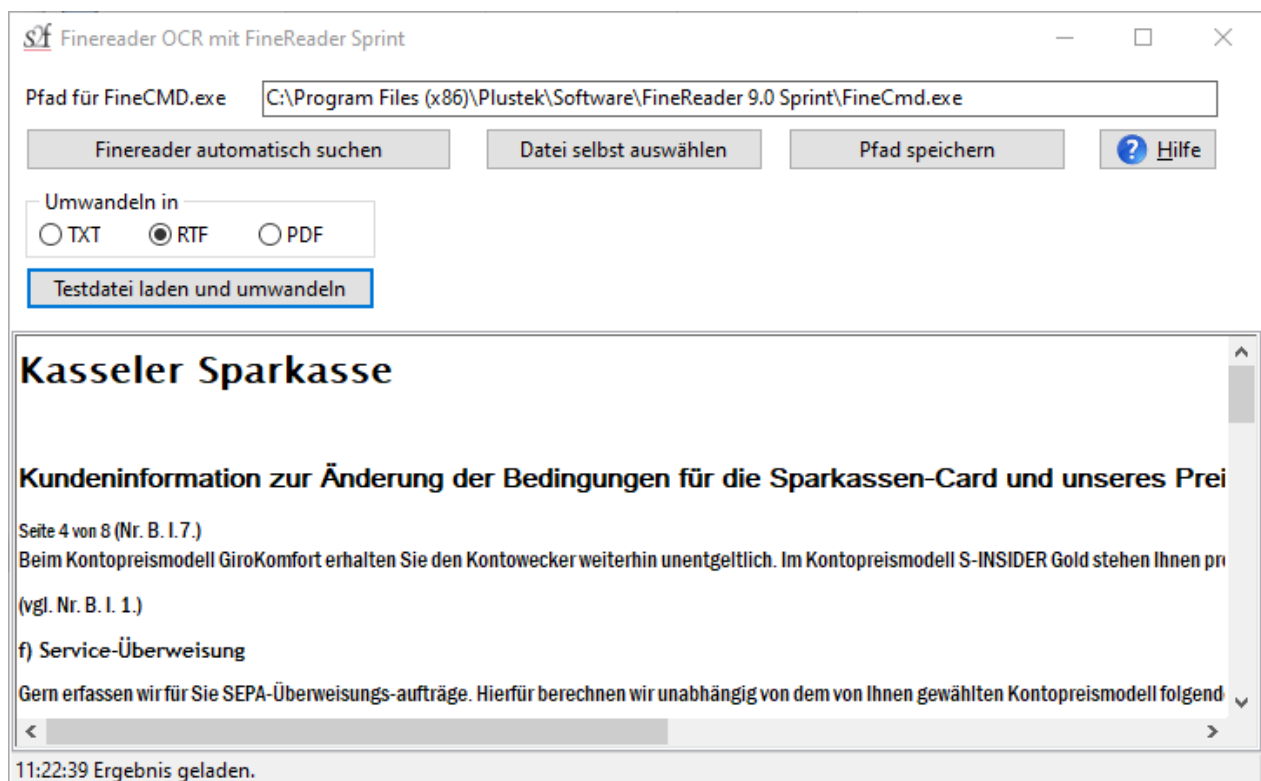 s2f Finereader OCR mit FineReader Sprint
Pfad für FineCMD.exe C:\Program Files (x86)\Plustek\Software\FineReader 9.0 Sprint\FineCmd.exe
Finereader automatisch suchen Datei selbst auswählen Pfad speichern ? Hilfe
Umwandeln in
TXT RTF PDF
Testdatei laden und umwandeln
Kasseler Sparkasse
Kundeninformation zur Änderung der Bedingungen für die Sparkassen-Card und unseres Prei
Seite 4 von 8 (Nr. B. I.7.)
Beim Kontopreismodell GiroKomfort erhalten Sie den Kontowecker weiterhin unentgeltlich. Im Kontopreismodell S-INSIDER Gold stehen Ihnen pr
(vgl. Nr. B. I. 1.)
f) Service-Überweisung
Gern erfassen wir für Sie SEPA-Überweisungs-aufträge. Hierfür berechnen wir unabhängig von dem von Ihnen gewählten Kontopreismodell folgend
11:22:39 Ergebnis geladen.